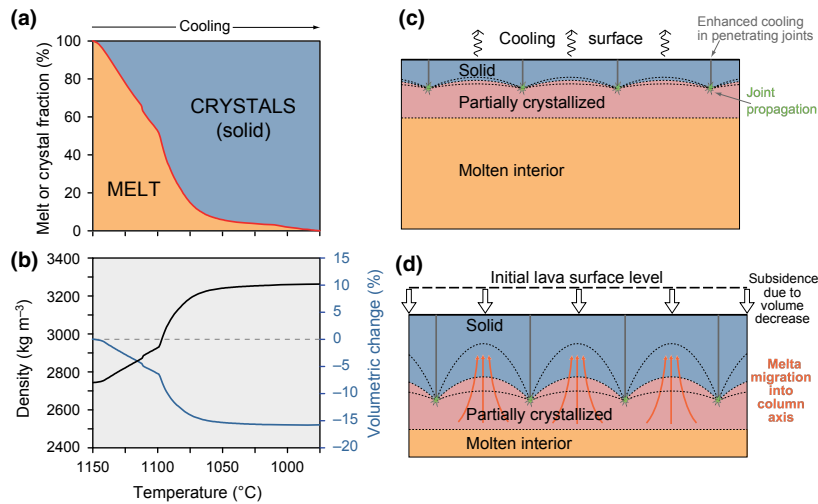 (a)
Cooling
100
80
60
40
20
0
Melt or crystal fraction (%)
CRYSTALS
(solid)
MELT
(b)
3400
3200
3000
2800
2600
2400
Density (kg m⁻³)
15
10
5
0
−5
−10
−15
−20
Volumetric change (%)
1150
1100
1050
1000
Temperature (°C)
(c)
Cooling surface
Enhanced cooling
in penetrating joints
Solid
Joint
propagation
Partially crystallized
Molten interior
(d)
Initial lava surface level
Subsidence
due to
volume
decrease
Solid
Melta
migration
into
column
axis
Partially crystallized
Molten interior